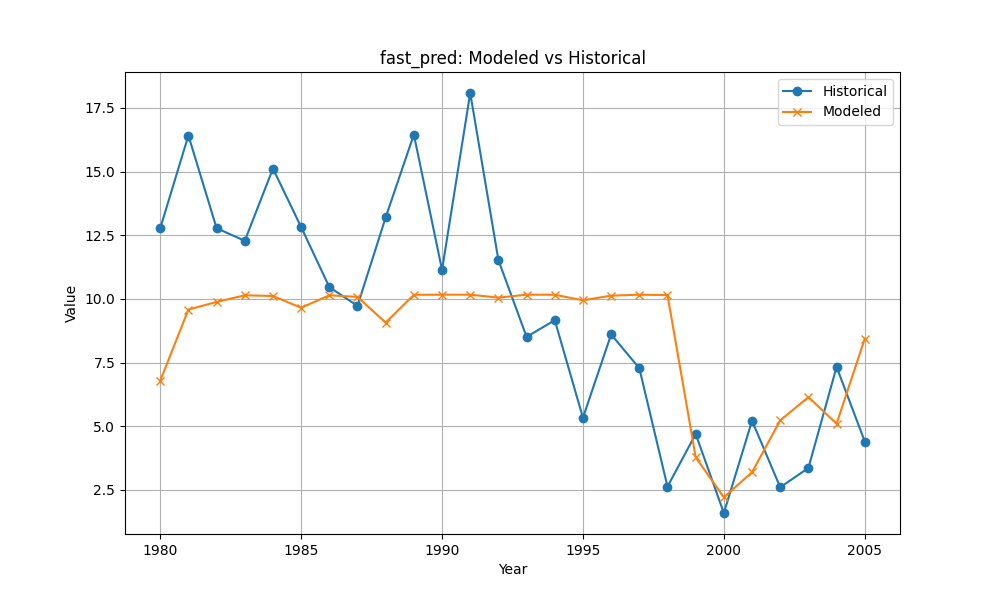 fast_pred: Modeled vs Historical
Historical
Modeled
Value
17.5
15.0
12.5
10.0
7.5
5.0
2.5
1980
1985
1990
1995
2000
2005
Year